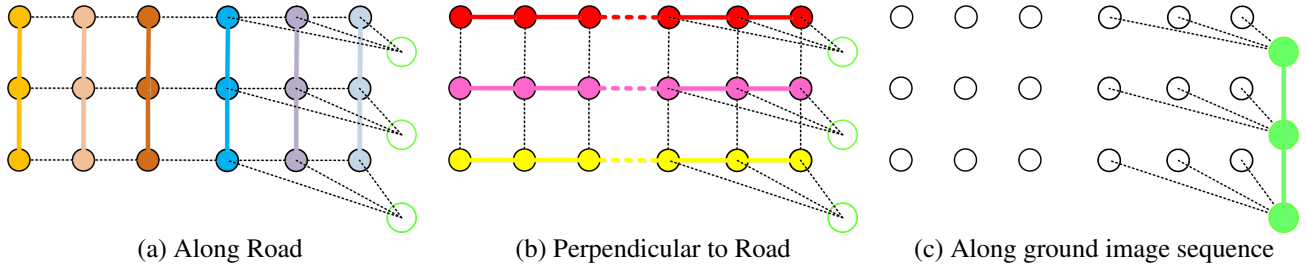 (a) Along Road
(b) Perpendicular to Road
(c) Along ground image sequence